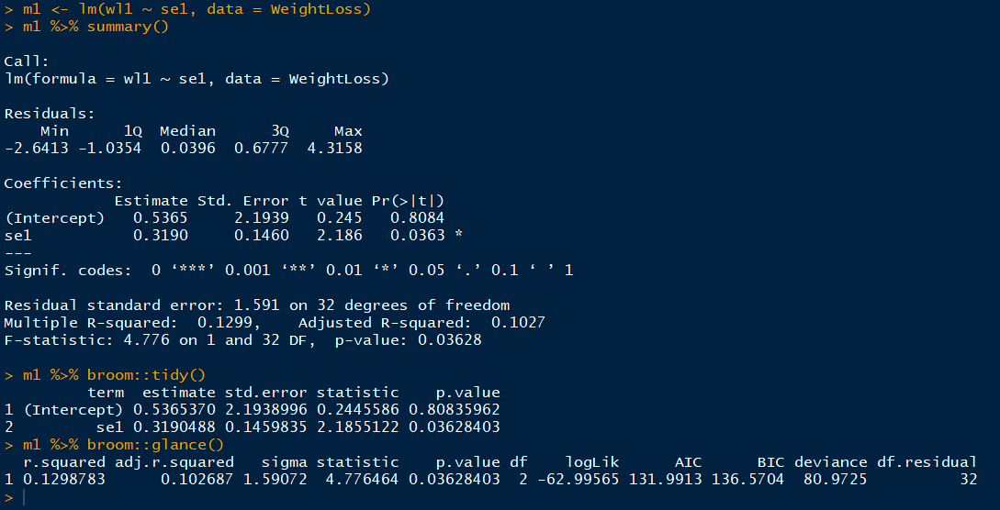 > m1 <- lm(wl1 ~ se1, data = WeightLoss)
> m1 %>% summary()
Call:
lm(formula = wl1 ~ se1, data = WeightLoss)
Residuals:
    Min      1Q  Median      3Q     Max
-2.6413 -1.0354  0.0396  0.6777  4.3158
Coefficients:
            Estimate Std. Error t value Pr(>|t|)
(Intercept)   0.5365     2.1939   0.245   0.8084
se1           0.3190     0.1460   2.186   0.0363 *
---
Signif. codes:  0 ‘***’ 0.001 ‘**’ 0.01 ‘*’ 0.05 ‘.’ 0.1 ‘ ’ 1
Residual standard error: 1.591 on 32 degrees of freedom
Multiple R-squared:  0.1299,    Adjusted R-squared:  0.1027
F-statistic: 4.776 on 1 and 32 DF,  p-value: 0.03628
> m1 %>% broom::tidy()
         term  estimate std.error statistic    p.value
1 (Intercept) 0.5365370 2.1938996 0.2445586 0.80835962
2         se1 0.3190488 0.1459835 2.1855122 0.03628403
> m1 %>% broom::glance()
  r.squared adj.r.squared   sigma statistic    p.value df    logLik      AIC      BIC deviance df.residual
1 0.1298783      0.102687 1.59072  4.776464 0.03628403  2 -62.99565 131.9913 136.5704  80.9725          32
>